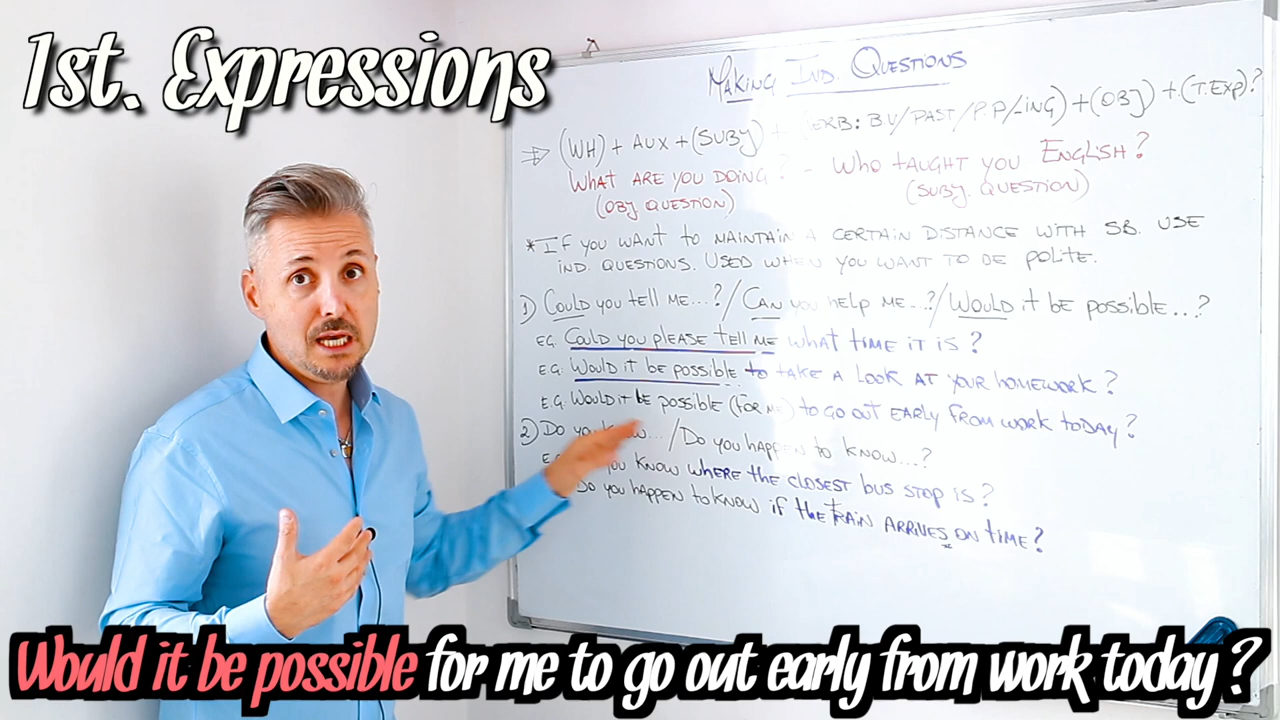 1st. Expressions
MAKING IND. QUESTIONS
(WH) + AUX + (SUBJ) + ERB: B.V/PAST/P.P/-ING) + (OBJ) + (T.EXP)?
WHAT ARE YOU DOING? - WHO TAUGHT YOU ENGLISH?
(OBJ. QUESTION) (SUBJ. QUESTION)
* IF YOU WANT TO MAINTAIN A CERTAIN DISTANCE WITH SB. USE
IND. QUESTIONS. USED WHEN YOU WANT TO BE POLITE.
1) COULD YOU TELL ME...?/CAN YOU HELP ME...?/WOULD IT BE POSSIBLE...?
EG. COULD YOU PLEASE TELL ME WHAT TIME IT IS?
E.G: WOULD IT BE POSSIBLE TO TAKE A LOOK AT YOUR HOMEWORK?
E.G. WOULD IT BE POSSIBLE (FOR ME) TO GO OUT EARLY FROM WORK TODAY?
2) DO YOU KNOW.../DO YOU HAPPEN TO KNOW...?
YOU KNOW WHERE THE CLOSEST BUS STOP IS?
DO YOU HAPPEN TO KNOW IF THE TRAIN ARRIVES ON TIME?
Would it be possible for me to go out early from work today?